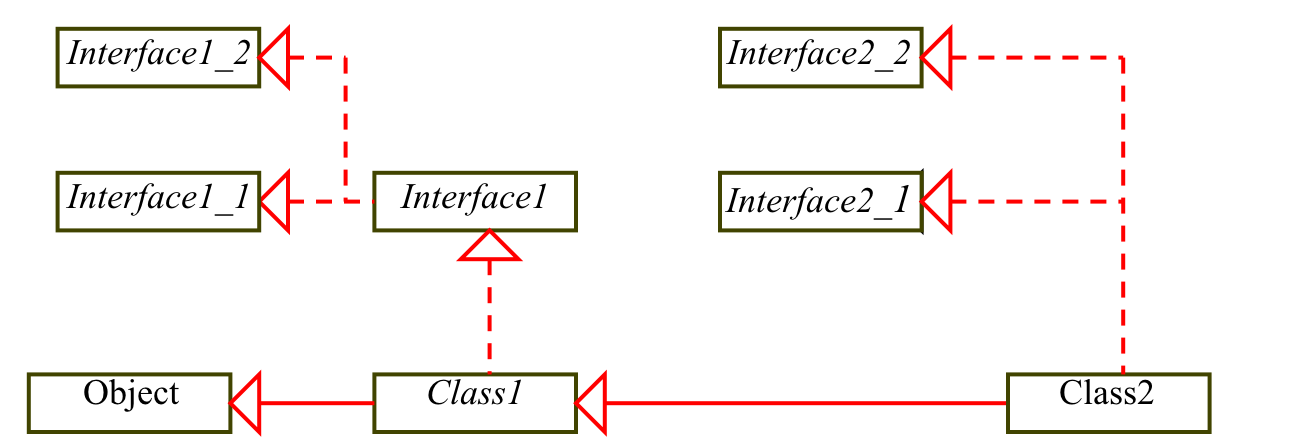 Interface1_2
Interface2_2
Interface1_1
Interface1
Interface2_1
Object
Class1
Class2